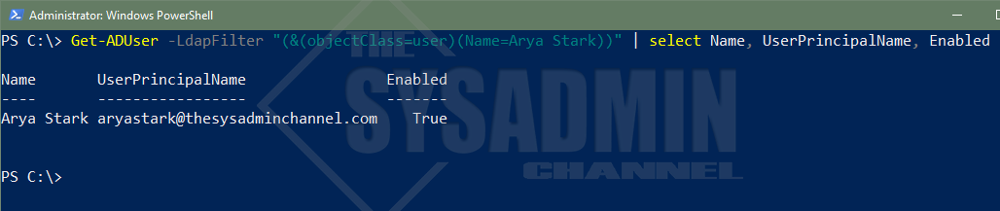 Administrator: Windows PowerShell
PS C:\> Get-ADUser -LdapFilter "(&(objectClass=user)(Name=Arya Stark))" | select Name, UserPrincipalName, Enabled
Name UserPrincipalName Enabled
---- ----------------- -------
Arya Stark aryastark@thesysadminchannel.com True
PS C:\>
THE
SYSADMIN
CHANNEL